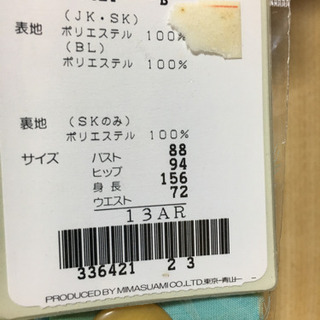 (JK・SK)
表地 ポリエステル 100%
(BL)
ポリエステル 100%
裏地 (SKのみ)
ポリエステル 100%
サイズ バスト 88
ヒップ 94
身長 156
ウエスト 72
13AR
336421 23
PRODUCED BY MIMASUAMI CO.,LTD.東京-青山